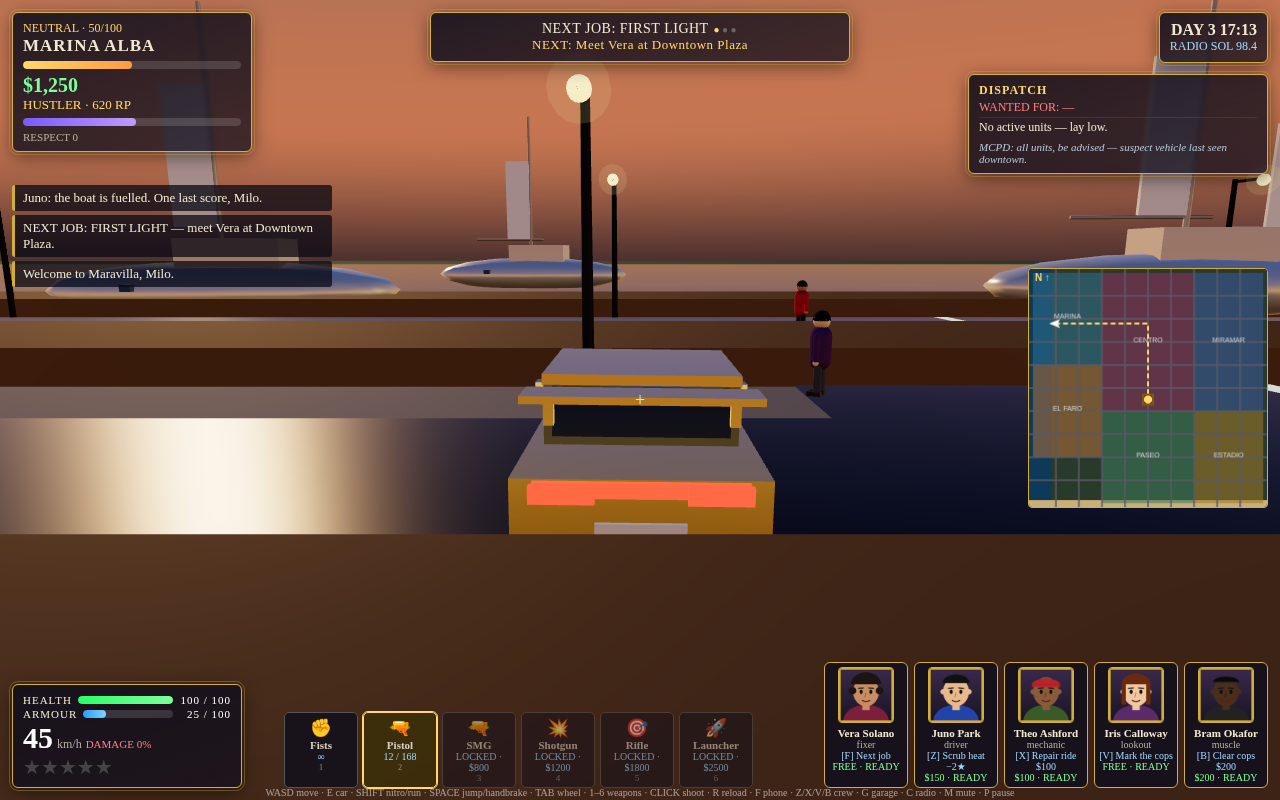 NEUTRAL · 50/100
MARINA ALBA
$1,250
HUSTLER · 620 RP
RESPECT 0
NEXT JOB: FIRST LIGHT
NEXT: Meet Vera at Downtown Plaza
DAY 3 17:13
RADIO SOL 98.4
DISPATCH
WANTED FOR: —
No active units — lay low.
MCPD: all units, be advised — suspect vehicle last seen
downtown.
Juno: the boat is fuelled. One last score, Milo.
NEXT JOB: FIRST LIGHT — meet Vera at Downtown
Plaza.
Welcome to Maravilla, Milo.
N ↑
MARINA
CENTRO
MIRAMAR
EL FARO
PASEO
ESTADIO
HEALTH 100 / 100
ARMOUR 25 / 100
45 km/h DAMAGE 0%
Fists
∞
1
Pistol
12 / 168
2
SMG
LOCKED ·
$800
3
Shotgun
LOCKED ·
$1200
4
Rifle
LOCKED ·
$1800
5
Launcher
LOCKED ·
$2500
6
Vera Solano
fixer
[F] Next job
FREE · READY
Juno Park
driver
[Z] Scrub heat
−2★
$150 · READY
Theo Ashford
mechanic
[X] Repair ride
$100
$100 · READY
Iris Calloway
lookout
[V] Mark the cops
FREE · READY
Bram Okafor
muscle
[B] Clear cops
$200
$200 · READY
WASD move · E car · SHIFT nitro/run · SPACE jump/handbrake · TAB wheel · 1–6 weapons · CLICK shoot · R reload · F phone · Z/X/V/B crew · G garage · C radio · M mute · P pause